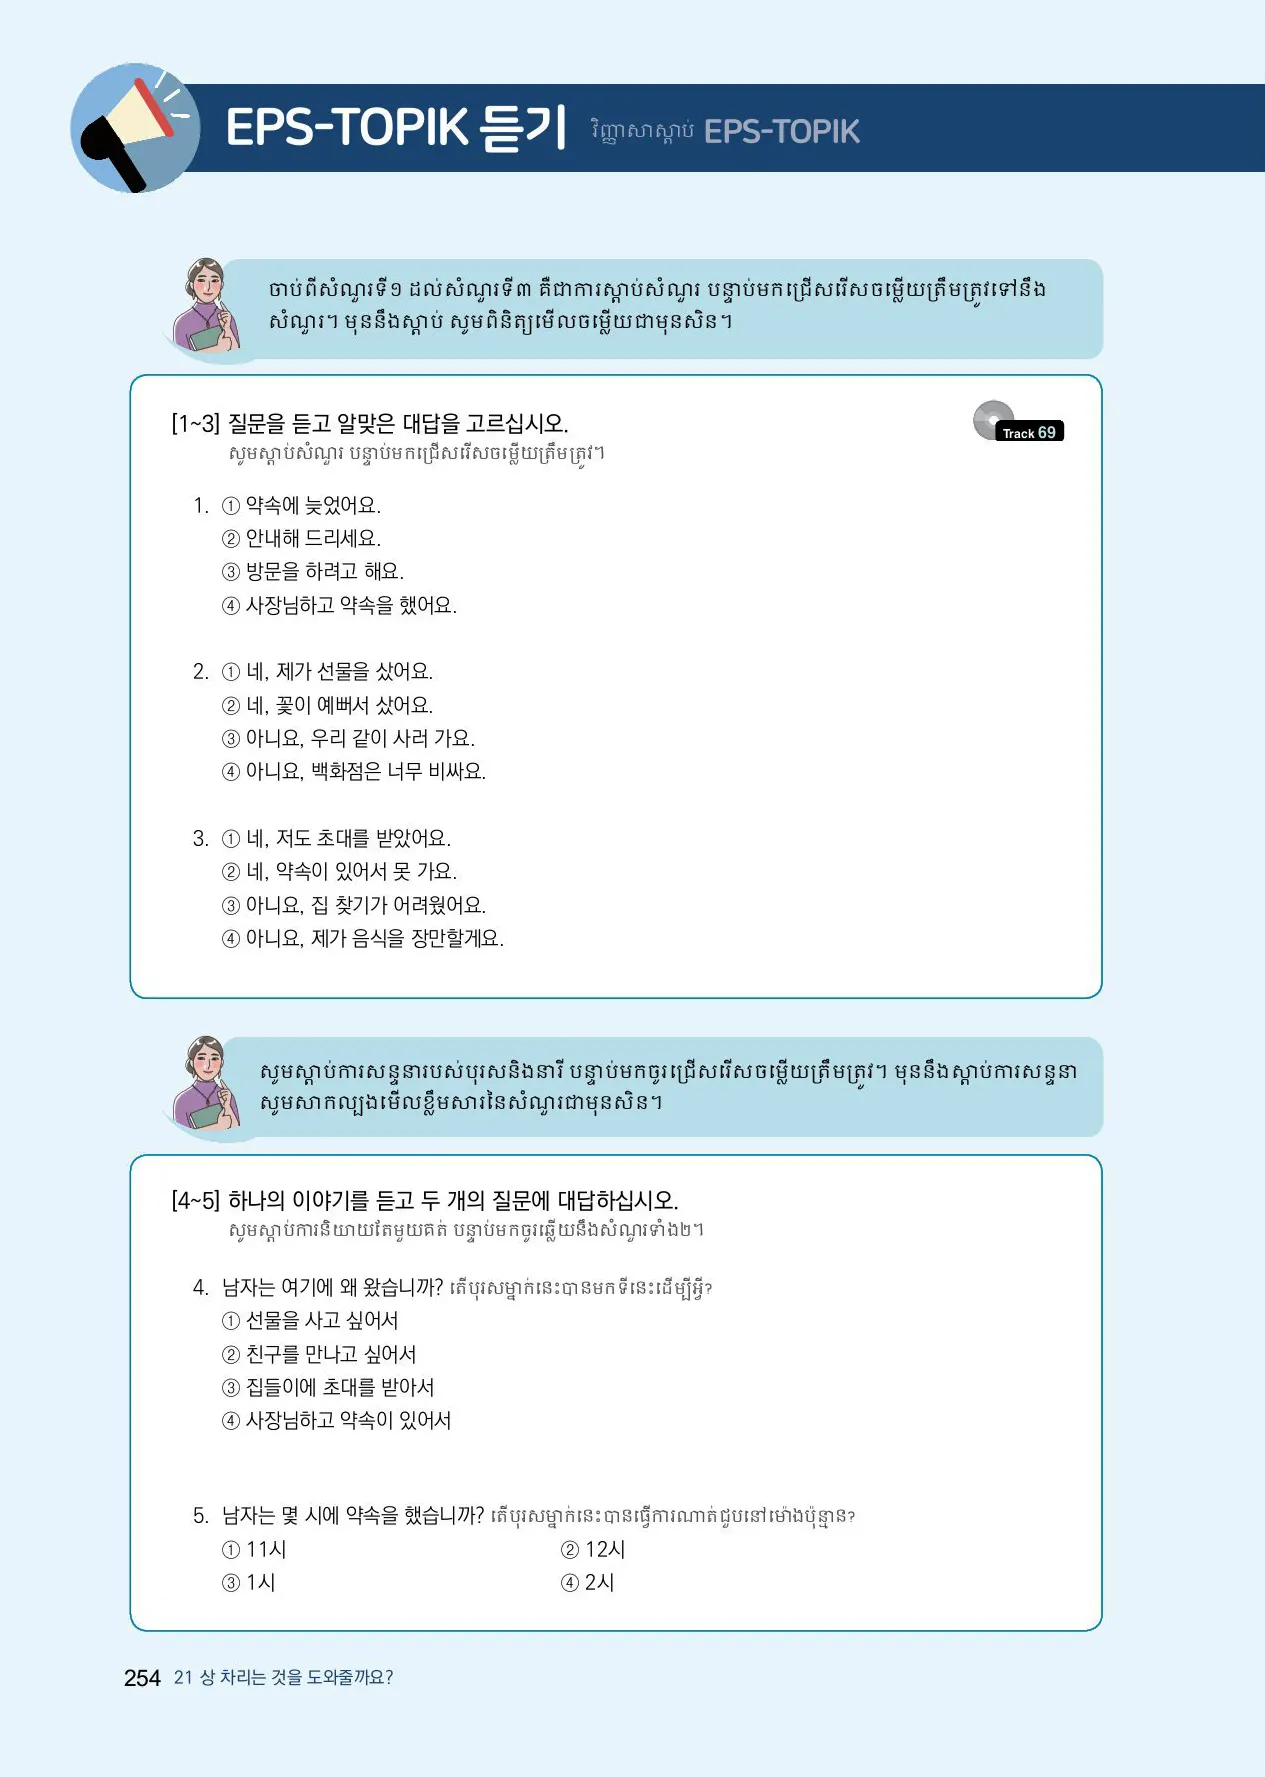 EPS-TOPIK 듣기 វិញ្ញាសាស្តាប់ EPS-TOPIK
ចាប់ពីសំណួរទី១ ដល់សំណួរទី៣ គឺជាការស្តាប់សំណួរ បន្ទាប់មកជ្រើសរើសចម្លើយត្រឹមត្រូវទៅនឹង
សំណួរ។ មុននឹងស្តាប់ សូមពិនិត្យមើលចម្លើយជាមុនសិន។
[1~3] 질문을 듣고 알맞은 대답을 고르십시오.
Track 69
សូមស្តាប់សំណួរ បន្ទាប់មកជ្រើសរើសចម្លើយត្រឹមត្រូវ។
1. ① 약속에 늦었어요.
② 안내해 드리세요.
③ 방문을 하려고 해요.
④ 사장님하고 약속을 했어요.
2. ① 네, 제가 선물을 샀어요.
② 네, 꽃이 예뻐서 샀어요.
③ 아니요, 우리 같이 사러 가요.
④ 아니요, 백화점은 너무 비싸요.
3. ① 네, 저도 초대를 받았어요.
② 네, 약속이 있어서 못 가요.
③ 아니요, 집 찾기가 어려웠어요.
④ 아니요, 제가 음식을 장만할게요.
សូមស្តាប់ការសន្ទនារបស់បុរសនិងនារី បន្ទាប់មកចូរជ្រើសរើសចម្លើយត្រឹមត្រូវ។ មុននឹងស្តាប់ការសន្ទនា
សូមសាកល្បងមើលខ្លឹមសារនៃសំណួរជាមុនសិន។
[4~5] 하나의 이야기를 듣고 두 개의 질문에 대답하십시오.
សូមស្តាប់ការនិយាយតែមួយគត់ បន្ទាប់មកចូរឆ្លើយនឹងសំណួរទាំង២។
4. 남자는 여기에 왜 왔습니까? តើបុរសម្នាក់នេះបានមកទីនេះដើម្បីអ្វី?
① 선물을 사고 싶어서
② 친구를 만나고 싶어서
③ 집들이에 초대를 받아서
④ 사장님하고 약속이 있어서
5. 남자는 몇 시에 약속을 했습니까? តើបុរសម្នាក់នេះបានធ្វើការណាត់ជួបនៅម៉ោងប៉ុន្មាន?
① 11시 ② 12시
③ 1시 ④ 2시
254 21 상 차리는 것을 도와줄까요?